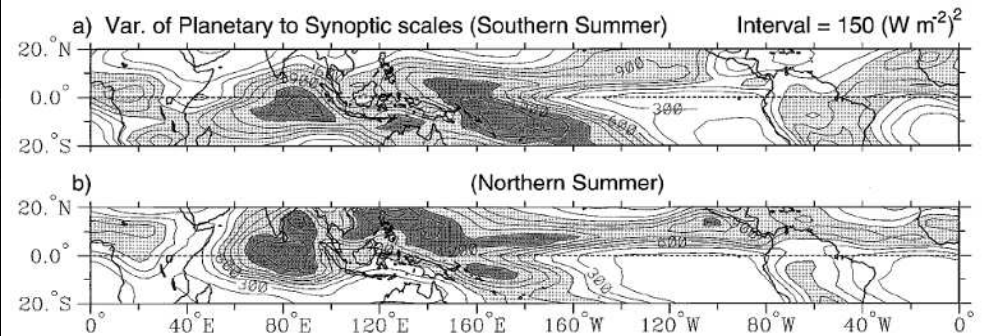 a) Var. of Planetary to Synoptic scales (Southern Summer) Interval = 150 (W m⁻²)²
20.°N
0.0°
20.°S
900
300
600
b) (Northern Summer)
20.°N
0.0°
20.°S
300
600
300
0° 40°E 80°E 120°E 160°E 160°W 120°W 80°W 40°W 0°